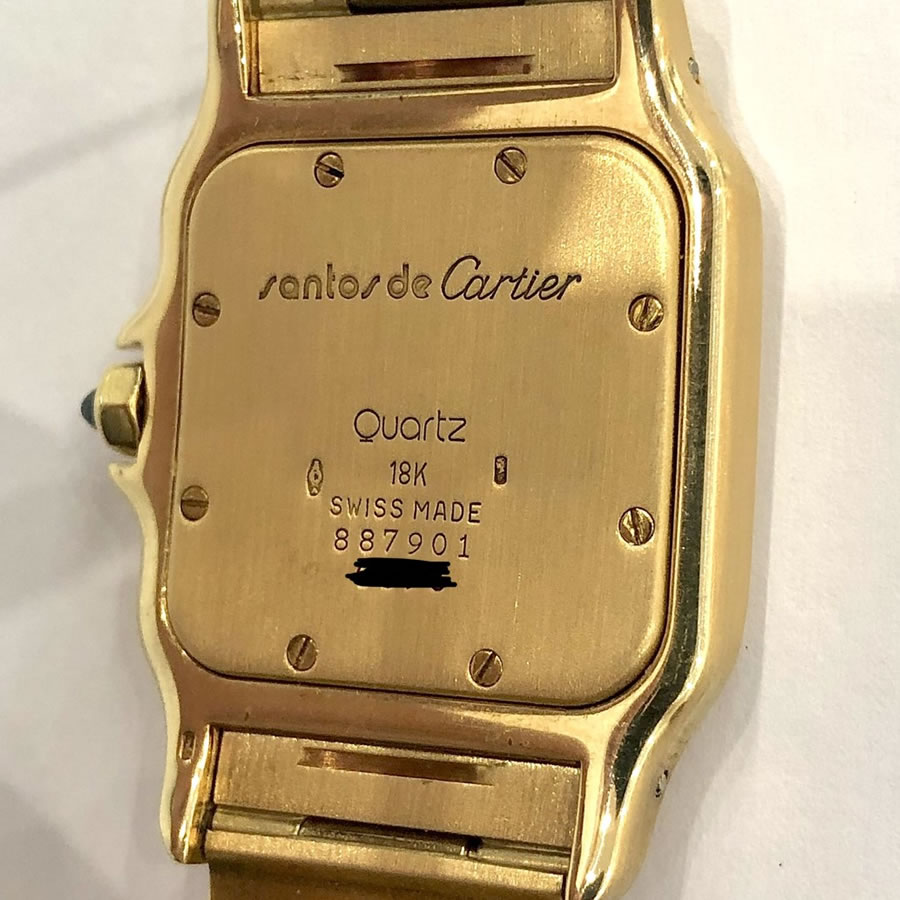 santos de Cartier
Quartz
18K
SWISS MADE
887901